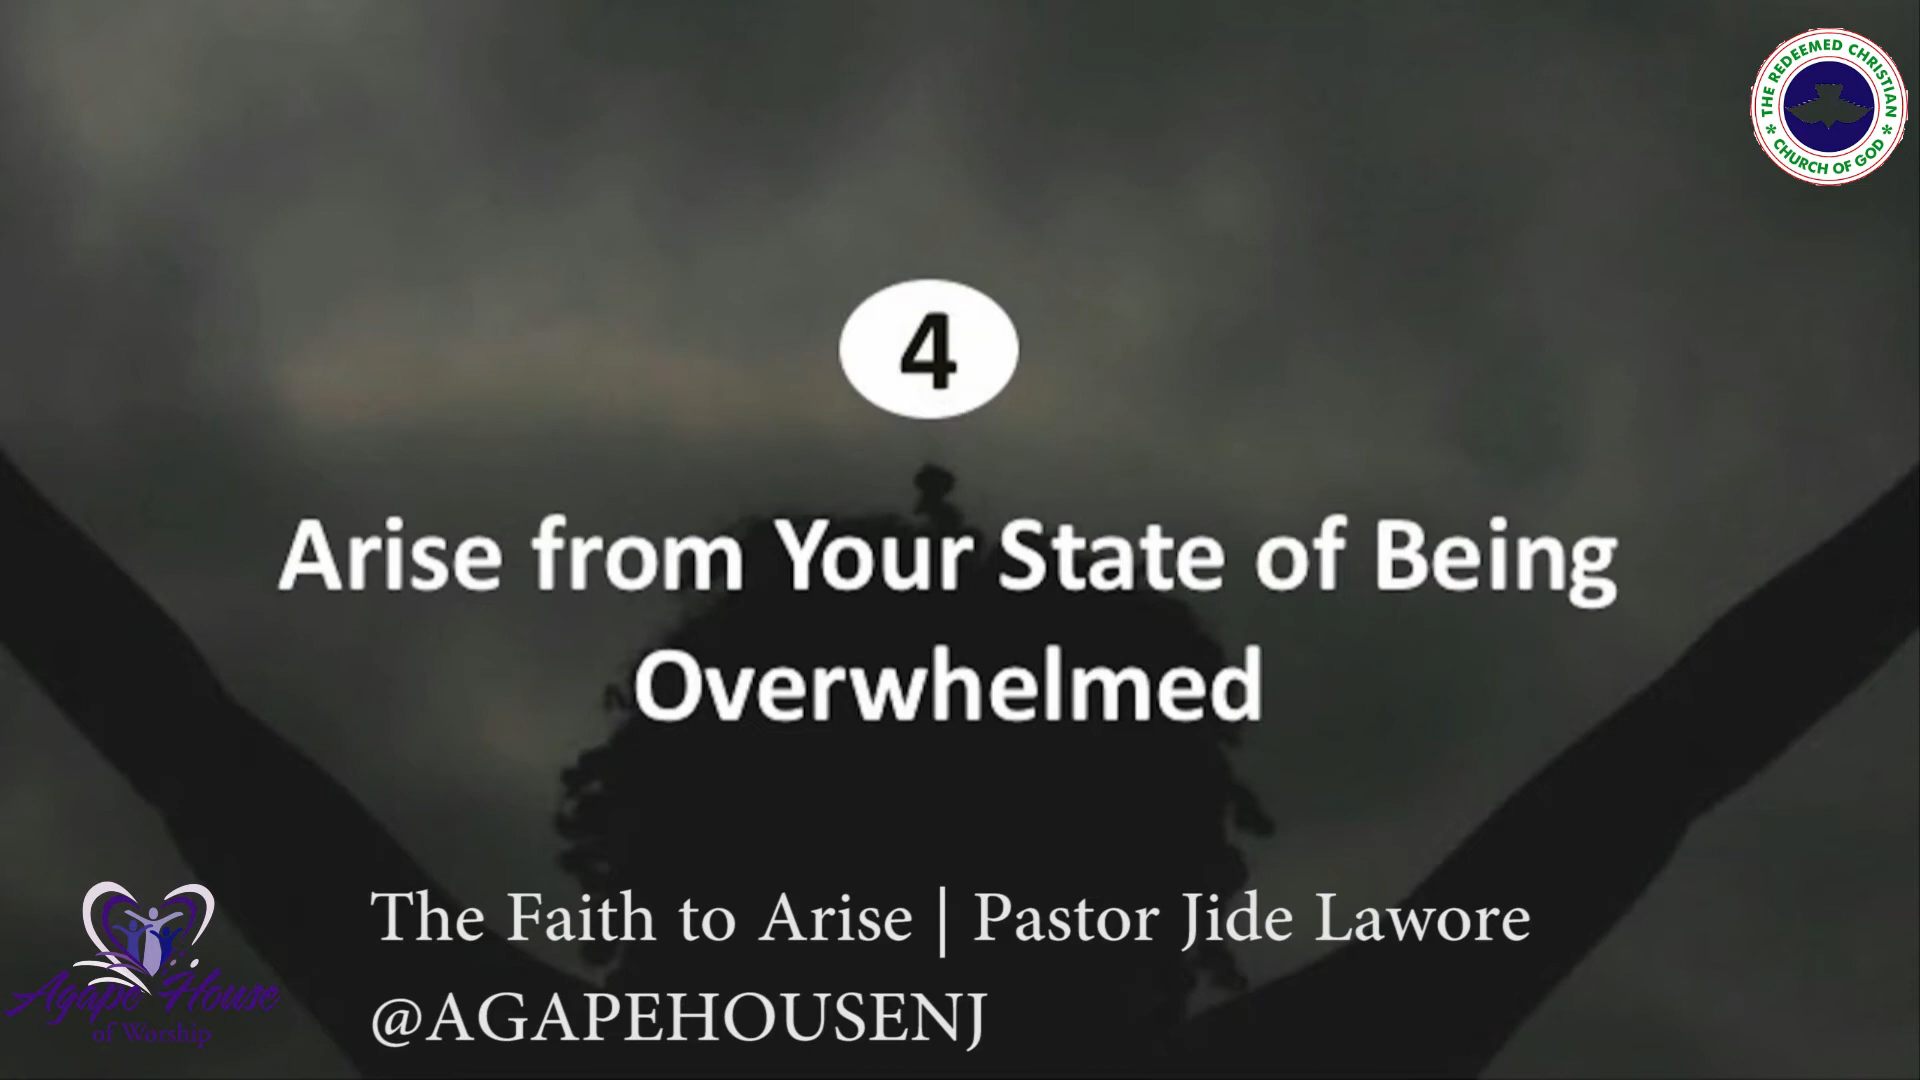 THE REDEEMED CHRISTIAN
* CHURCH OF GOD *
4
Arise from Your State of Being
Overwhelmed
The Faith to Arise | Pastor Jide Lawore
@AGAPEHOUSENJ
Agape House
of Worship